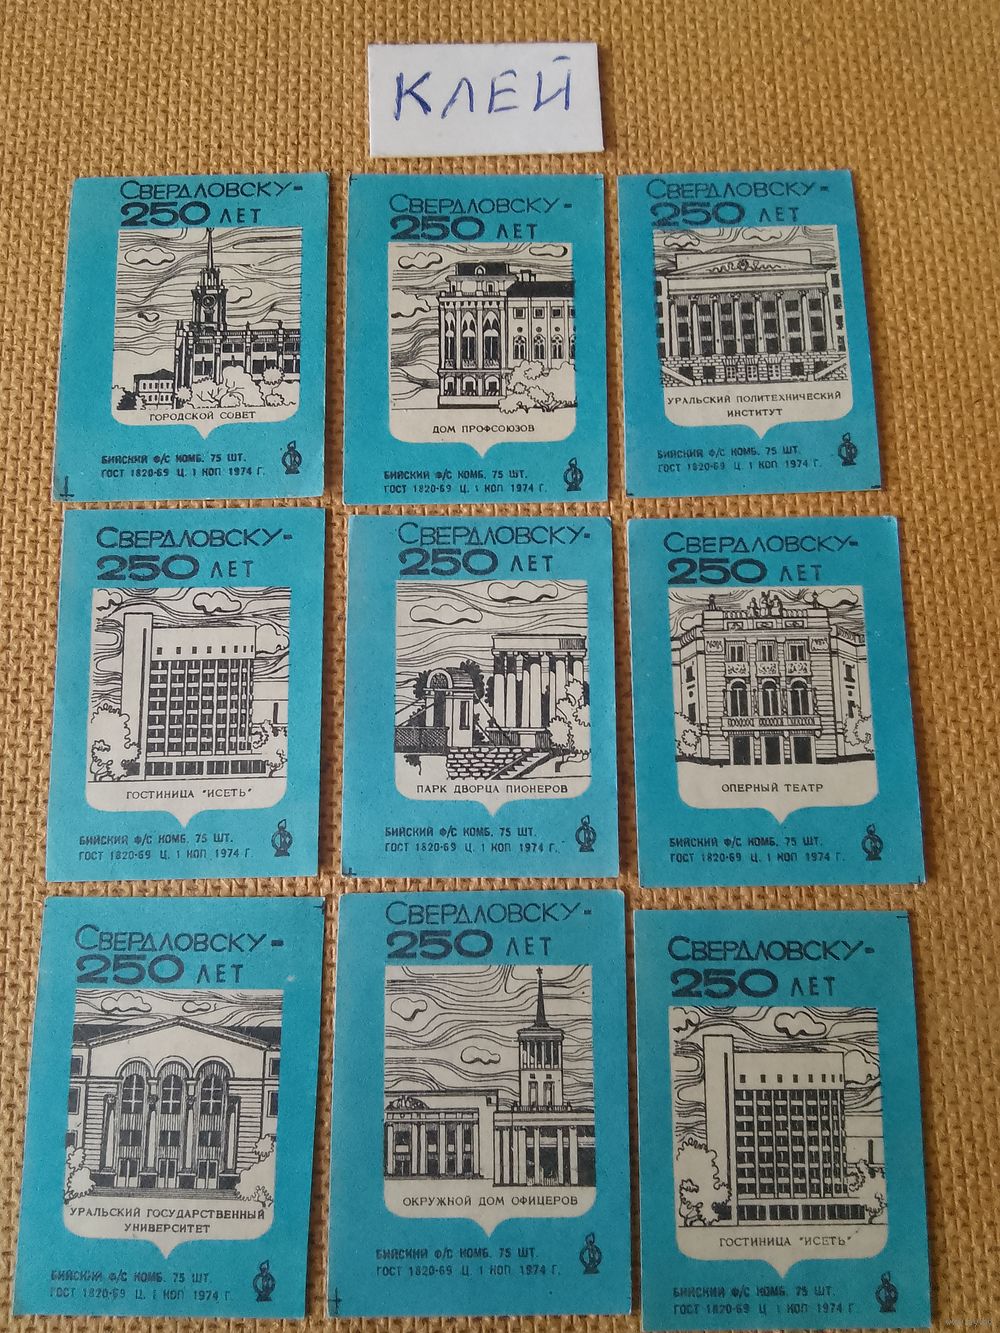 КЛЕЙ
СВЕРДЛОВСКУ-
250 ЛЕТ
ГОРОДСКОЙ СОВЕТ
БИЙСКИЙ Ф/С КОМБ. 75 ШТ.
ГОСТ 1820-69 Ц. 1 КОП 1974 Г.
СВЕРДЛОВСКУ-
250 ЛЕТ
ДОМ ПРОФСОЮЗОВ
БИЙСКИЙ Ф/С КОМБ. 75 ШТ.
ГОСТ 1820-69 Ц. 1 КОП 1974 Г.
СВЕРДЛОВСКУ-
250 ЛЕТ
УРАЛЬСКИЙ ПОЛИТЕХНИЧЕСКИЙ
ИНСТИТУТ
БИЙСКИЙ Ф/С КОМБ. 75 ШТ.
ГОСТ 1820-69 Ц. 1 КОП 1974 Г.
СВЕРДЛОВСКУ-
250 ЛЕТ
ГОСТИНИЦА "ИСЕТЬ"
БИЙСКИЙ Ф/С КОМБ. 75 ШТ.
ГОСТ 1820-69 Ц. 1 КОП 1974 Г.
СВЕРДЛОВСКУ-
250 ЛЕТ
ПАРК ДВОРЦА ПИОНЕРОВ
БИЙСКИЙ Ф/С КОМБ. 75 ШТ.
ГОСТ 1820-69 Ц. 1 КОП 1974 Г.
СВЕРДЛОВСКУ-
250 ЛЕТ
ОПЕРНЫЙ ТЕАТР
БИЙСКИЙ Ф/С КОМБ. 75 ШТ.
ГОСТ 1820-69 Ц. 1 КОП 1974 Г.
СВЕРДЛОВСКУ-
250 ЛЕТ
УРАЛЬСКИЙ ГОСУДАРСТВЕННЫЙ
УНИВЕРСИТЕТ
БИЙСКИЙ Ф/С КОМБ. 75 ШТ.
ГОСТ 1820-69 Ц. 1 КОП 1974 Г.
СВЕРДЛОВСКУ-
250 ЛЕТ
ОКРУЖНОЙ ДОМ ОФИЦЕРОВ
БИЙСКИЙ Ф/С КОМБ. 75 ШТ.
ГОСТ 1820-69 Ц. 1 КОП 1974 Г.
СВЕРДЛОВСКУ-
250 ЛЕТ
ГОСТИНИЦА "ИСЕТЬ"
БИЙСКИЙ Ф/С КОМБ. 75 ШТ.
ГОСТ 1820-69 Ц. 1 КОП 1974 Г.